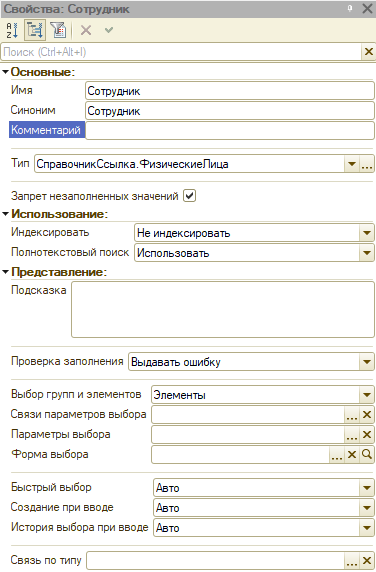 Свойства: Сотрудник
Поиск (Ctrl+Alt+I)
Основные:
Имя Сотрудник
Синоним Сотрудник
Комментарий
Тип СправочникСсылка.ФизическиеЛица
Запрет незаполненных значений
Использование:
Индексировать Не индексировать
Полнотекстовый поиск Использовать
Представление:
Подсказка
Проверка заполнения Выдавать ошибку
Выбор групп и элементов Элементы
Связи параметров выбора
Параметры выбора
Форма выбора
Быстрый выбор Авто
Создание при вводе Авто
История выбора при вводе Авто
Связь по типу